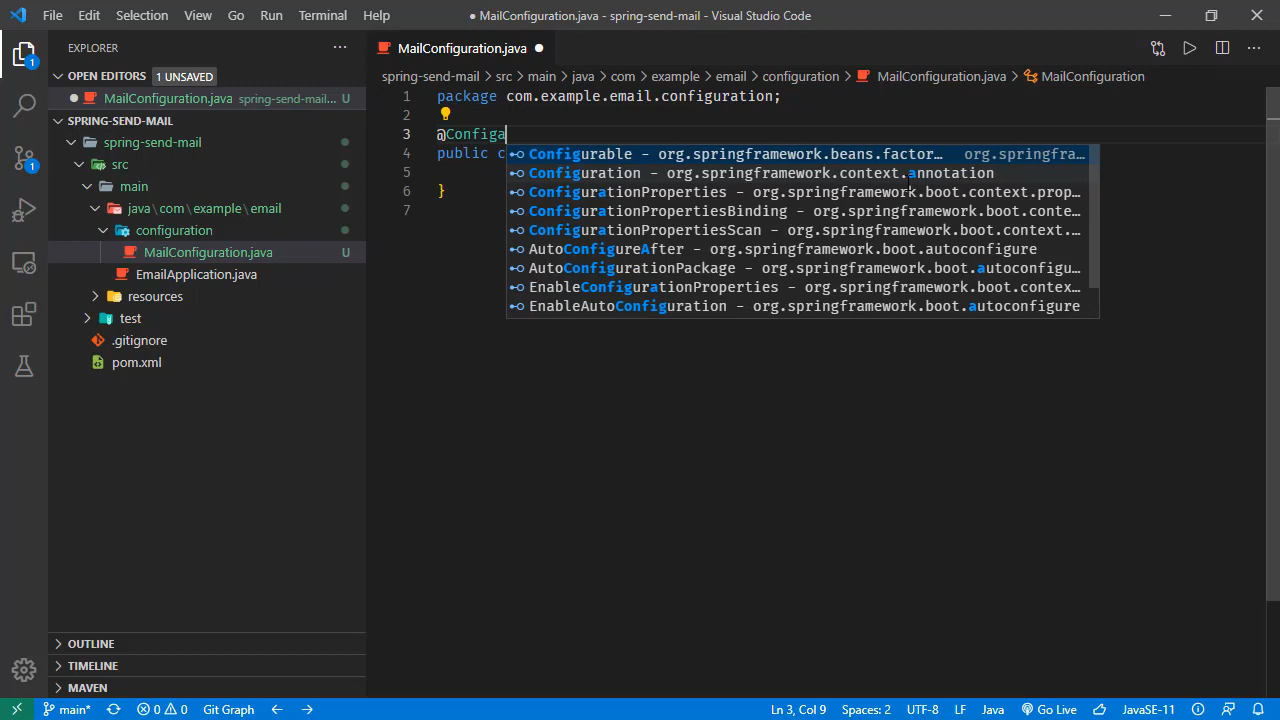 File Edit Selection View Go Run Terminal Help
● MailConfiguration.java - spring-send-mail - Visual Studio Code
EXPLORER
OPEN EDITORS 1 UNSAVED
● MailConfiguration.java spring-send-mail... U
SPRING-SEND-MAIL
spring-send-mail
src
main
java\com\example\email
configuration
MailConfiguration.java U
EmailApplication.java
resources
test
.gitignore
pom.xml
OUTLINE
TIMELINE
MAVEN
1
1
MailConfiguration.java ●
spring-send-mail > src > main > java > com > example > email > configuration > MailConfiguration.java > MailConfiguration
1 package com.example.email.configuration;
2
3 @Configa
4 public c
5
6 }
7
Configurable – org.springframework.beans.factor... org.springfra...
Configuration – org.springframework.context.annotation
ConfigurationProperties – org.springframework.boot.context.prop...
ConfigurationPropertiesBinding – org.springframework.boot.conte...
ConfigurationPropertiesScan – org.springframework.boot.context....
AutoConfigureAfter – org.springframework.boot.autoconfigure
AutoConfigurationPackage – org.springframework.boot.autoconfigu...
EnableConfigurationProperties – org.springframework.boot.contex...
EnableAutoConfiguration – org.springframework.boot.autoconfigure
main* 0 0 Git Graph Ln 3, Col 9 Spaces: 2 UTF-8 LF Java Go Live JavaSE-11